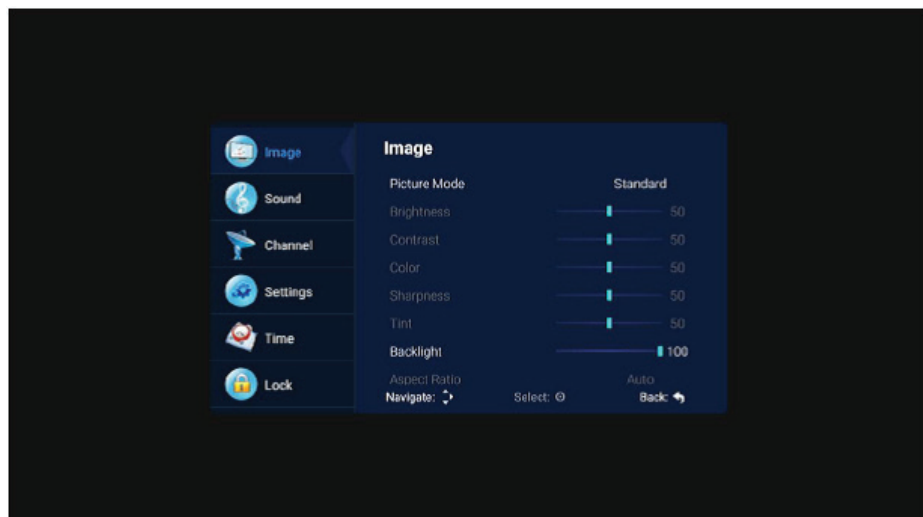 Image
Sound
Channel
Settings
Time
Lock
Image
Picture Mode Standard
Brightness 50
Contrast 50
Color 50
Sharpness 50
Tint 50
Backlight 100
Aspect Ratio Auto
Navigate: Select: Back: